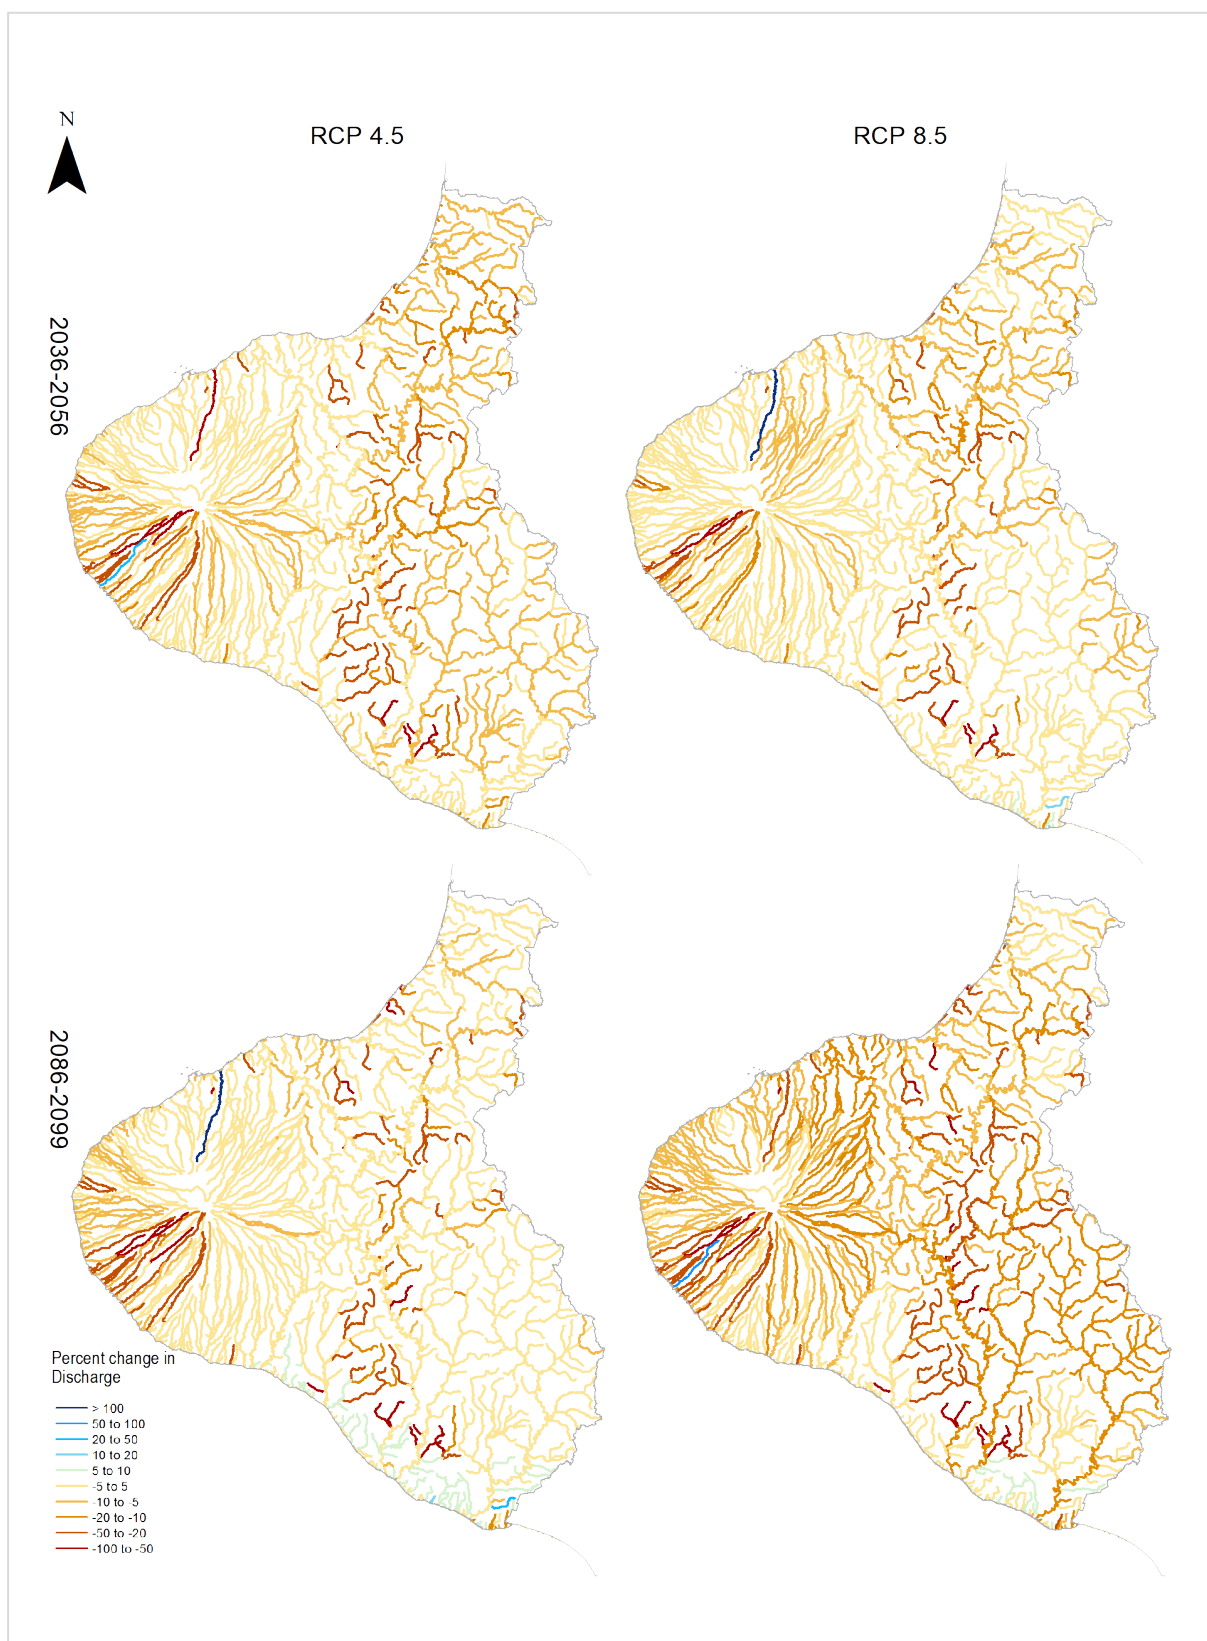 N
RCP 4.5
RCP 8.5
2036-2056
2086-2099
Percent change in
Discharge
> 100
50 to 100
20 to 50
10 to 20
5 to 10
-5 to 5
-10 to -5
-20 to -10
-50 to -20
-100 to -50